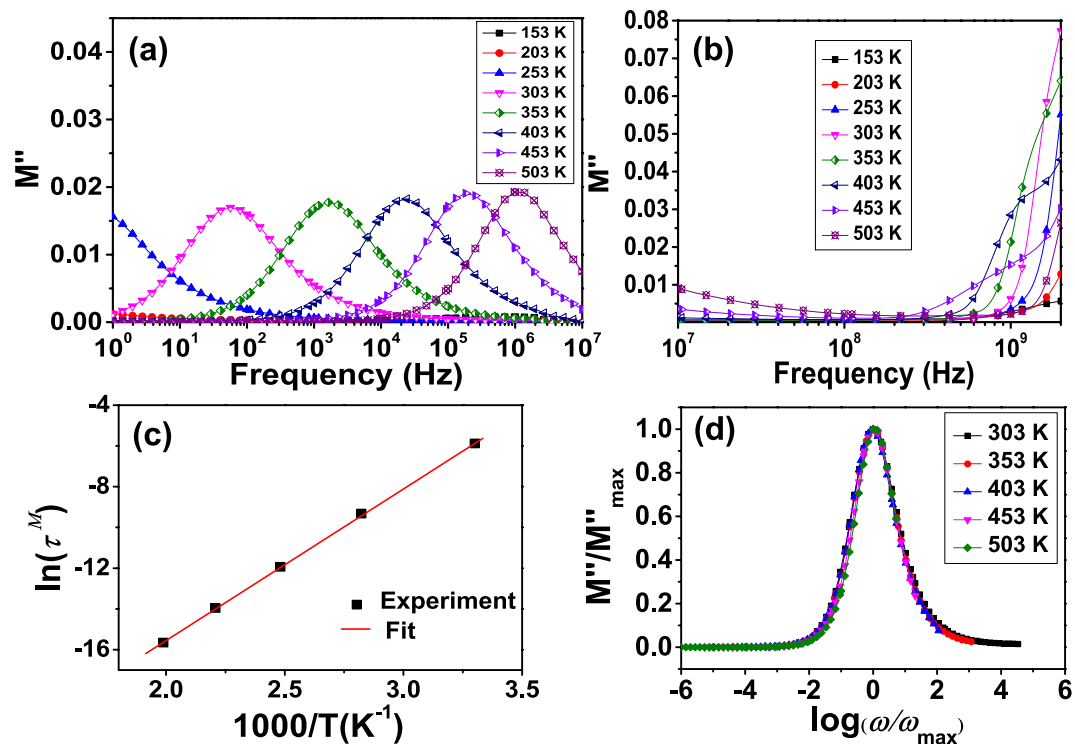 (a)
153 K
203 K
253 K
303 K
353 K
403 K
453 K
503 K
0.04
0.03
0.02
0.01
0.00
M''
10^0 10^1 10^2 10^3 10^4 10^5 10^6 10^7
Frequency (Hz)
(b)
153 K
203 K
253 K
303 K
353 K
403 K
453 K
503 K
0.08
0.07
0.06
0.05
0.04
0.03
0.02
0.01
M''
10^7 10^8 10^9
Frequency (Hz)
(c)
-4
-8
-12
-16
ln(τ^M)
Experiment
Fit
2.0 2.5 3.0 3.5
1000/T(K^-1)
(d)
303 K
353 K
403 K
453 K
503 K
1.0
0.8
0.6
0.4
0.2
0.0
M''/M''max
-6 -4 -2 0 2 4 6
log(ω/ωmax)